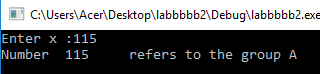 C:\Users\Acer\Desktop\labbbbb2\Debug\labbbbb2.exe
Enter x :115
Number  115     refers to the group A